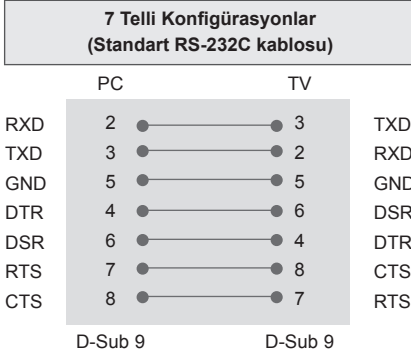 7 Telli Konfigürasyonlar
(Standart RS-232C kablosu)
PC TV
RXD 2 3 TXD
TXD 3 2 RXD
GND 5 5 GND
DTR 4 6 DSR
DSR 6 4 DTR
RTS 7 8 CTS
CTS 8 7 RTS
D-Sub 9 D-Sub 9